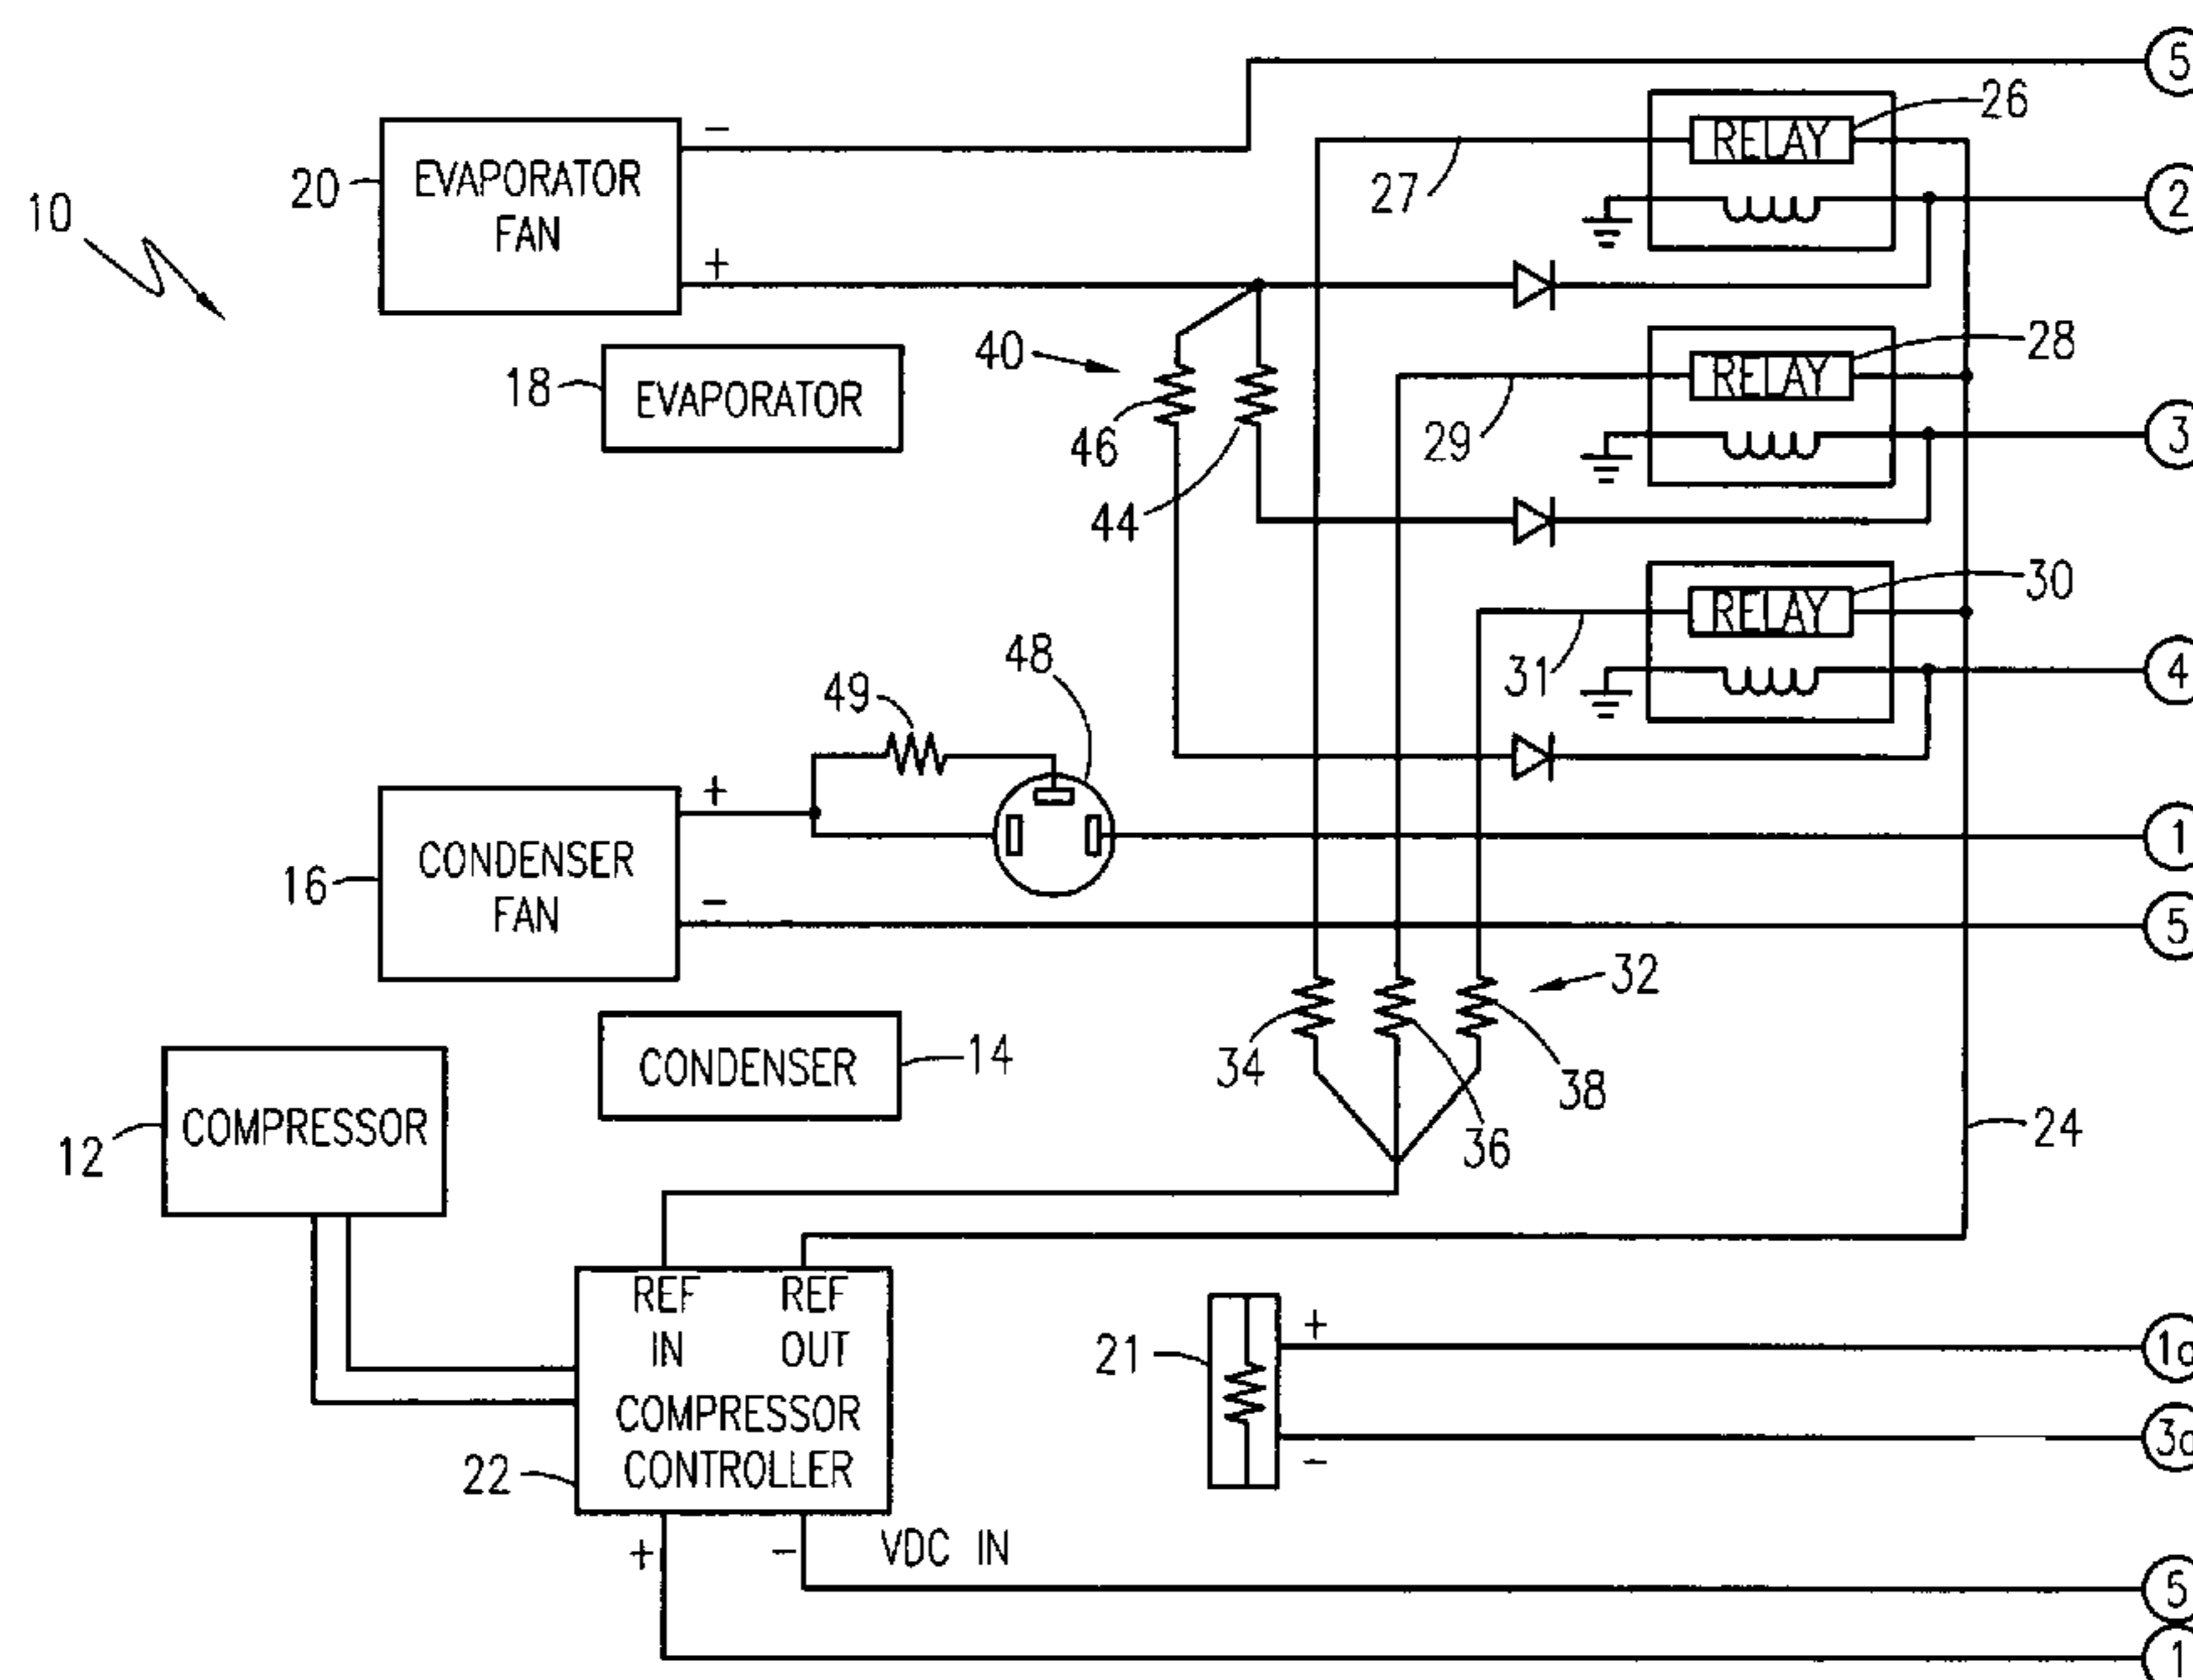 5
26
RELAY
EVAPORATOR
FAN
−
20
27
2
10
+
40
28
RELAY
18
EVAPORATOR
46
29
3
44
30
RELAY
48
31
49
4
+
1
CONDENSER
FAN
16
−
5
32
34
38
CONDENSER
14
36
24
COMPRESSOR
12
REF
IN
REF
OUT
COMPRESSOR
CONTROLLER
22
21
+
−
+
−
VDC IN
5
1